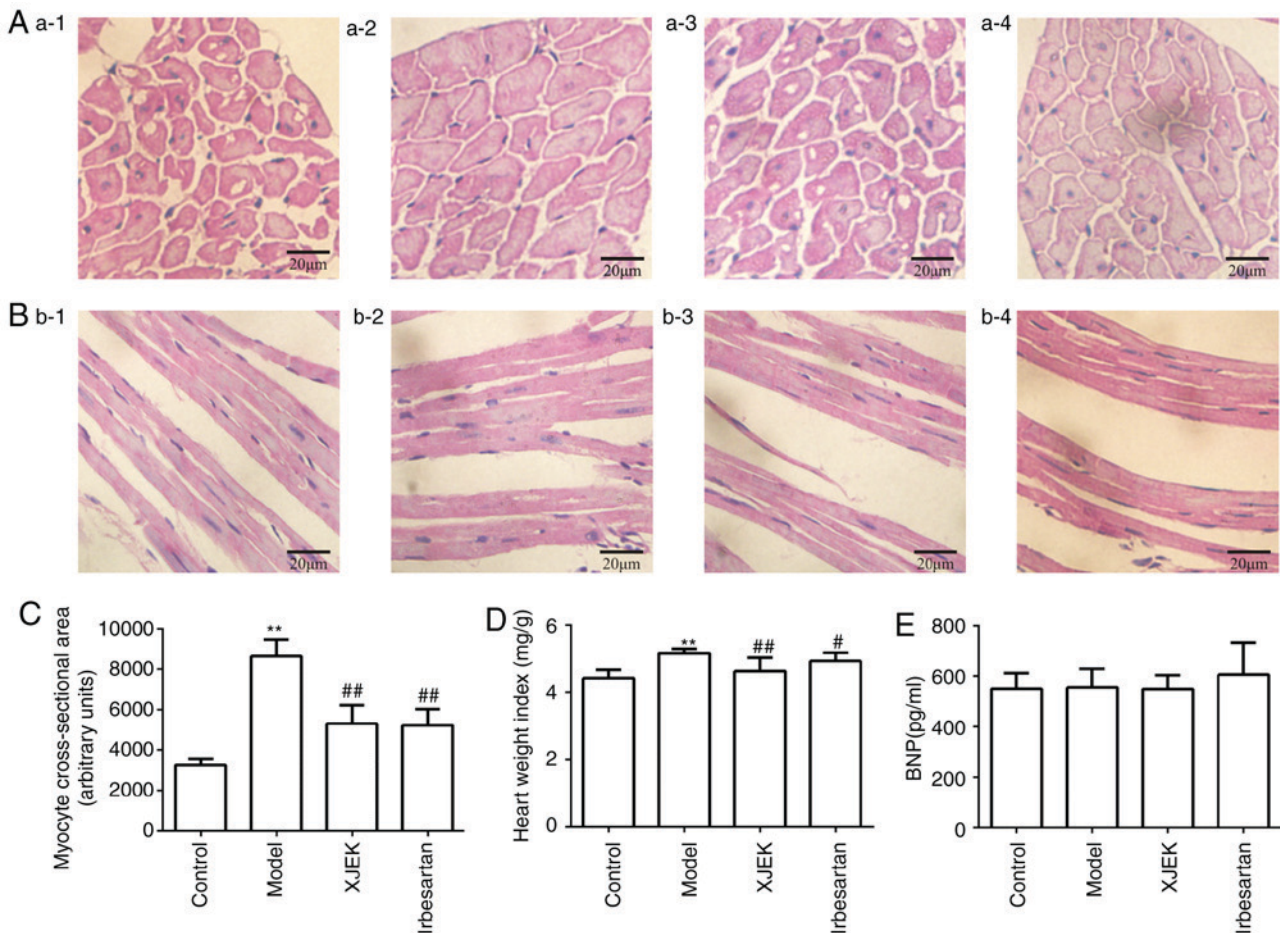 A
a-1
a-2
a-3
a-4
20μm
20μm
20μm
20μm
B
b-1
b-2
b-3
b-4
20μm
20μm
20μm
20μm
C
Myocyte cross-sectional area
(arbitrary units)
10000
8000
6000
4000
2000
0
**
##
##
Control
Model
XJEK
Irbesartan
D
Heart weight index (mg/g)
6
4
2
0
**
##
#
Control
Model
XJEK
Irbesartan
E
BNP(pg/ml)
800
600
400
200
0
Control
Model
XJEK
Irbesartan